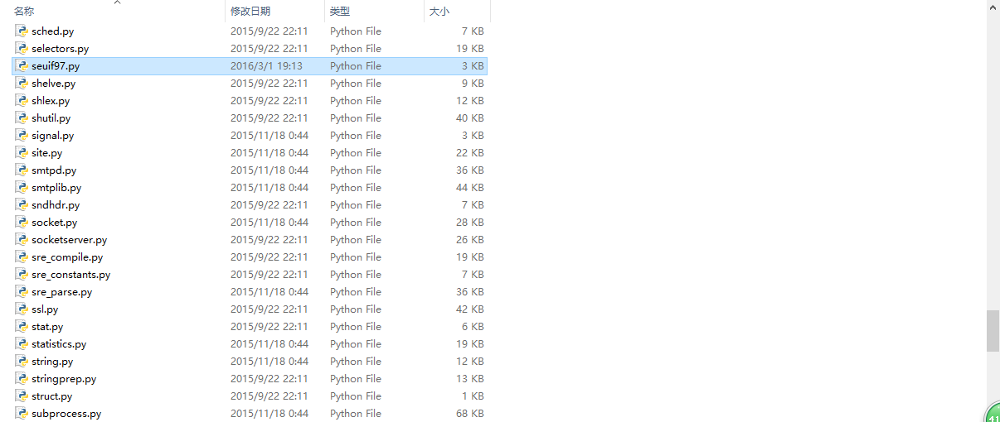 名称 修改日期 类型 大小
sched.py 2015/9/22 22:11 Python File 7 KB
selectors.py 2015/9/22 22:11 Python File 19 KB
seuif97.py 2016/3/1 19:13 Python File 3 KB
shelve.py 2015/9/22 22:11 Python File 9 KB
shlex.py 2015/9/22 22:11 Python File 12 KB
shutil.py 2015/9/22 22:11 Python File 40 KB
signal.py 2015/11/18 0:44 Python File 3 KB
site.py 2015/11/18 0:44 Python File 22 KB
smtpd.py 2015/11/18 0:44 Python File 36 KB
smtplib.py 2015/11/18 0:44 Python File 44 KB
sndhdr.py 2015/9/22 22:11 Python File 7 KB
socket.py 2015/11/18 0:44 Python File 28 KB
socketserver.py 2015/9/22 22:11 Python File 26 KB
sre_compile.py 2015/9/22 22:11 Python File 19 KB
sre_constants.py 2015/9/22 22:11 Python File 7 KB
sre_parse.py 2015/11/18 0:44 Python File 36 KB
ssl.py 2015/9/22 22:11 Python File 42 KB
stat.py 2015/9/22 22:11 Python File 6 KB
statistics.py 2015/11/18 0:44 Python File 19 KB
string.py 2015/11/18 0:44 Python File 12 KB
stringprep.py 2015/9/22 22:11 Python File 13 KB
struct.py 2015/9/22 22:11 Python File 1 KB
subprocess.py 2015/11/18 0:44 Python File 68 KB